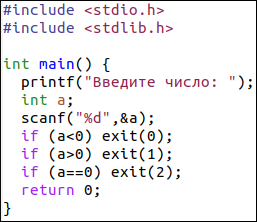 #include <stdio.h>
#include <stdlib.h>
int main() {
printf("Введите число: ");
int a;
scanf("%d",&a);
if (a<0) exit(0);
if (a>0) exit(1);
if (a==0) exit(2);
return 0;
}